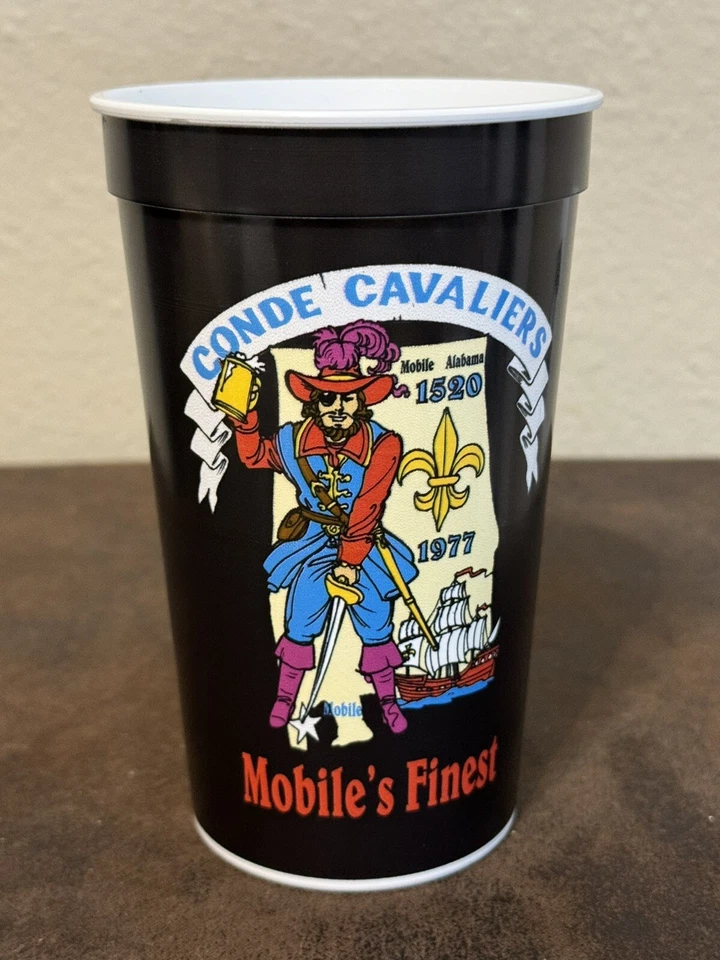 CONDE CAVALIERS
Mobile Alabama
1520
1977
Mobile
Mobile's Finest